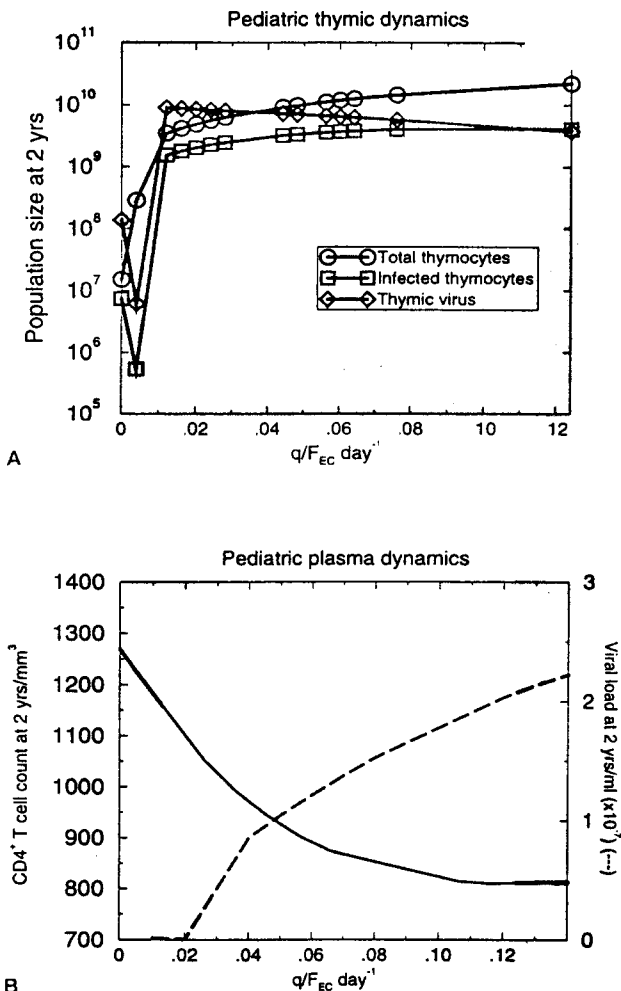 Pediatric thymic dynamics
10¹¹
10¹⁰
10⁹
10⁸
10⁷
10⁶
10⁵
Population size at 2 yrs
Total thymocytes
Infected thymocytes
Thymic virus
0 .02 .04 .06 .08 .10 12
q/F_EC day⁻¹
A
Pediatric plasma dynamics
1400
1300
1200
1100
1000
900
800
700
CD4⁺ T cell count at 2 yrs/mm³
3
2
1
0
Viral load at 2 yrs/ml (x10⁻⁷) (---)
0 .02 .04 .06 .08 .10 .12
q/F_EC day⁻¹
B